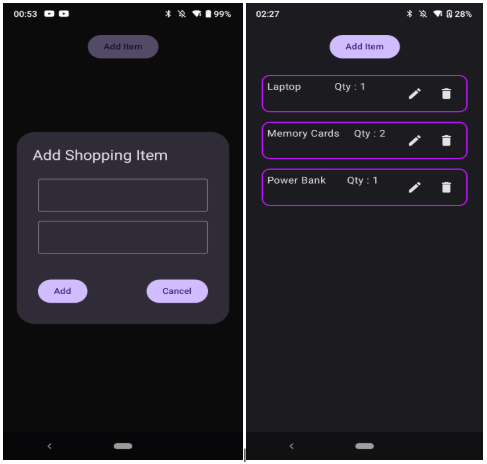 00:53 99%
Add Item
Add Shopping Item
Add Cancel
02:27 28%
Add Item
Laptop Qty : 1
Memory Cards Qty : 2
Power Bank Qty : 1